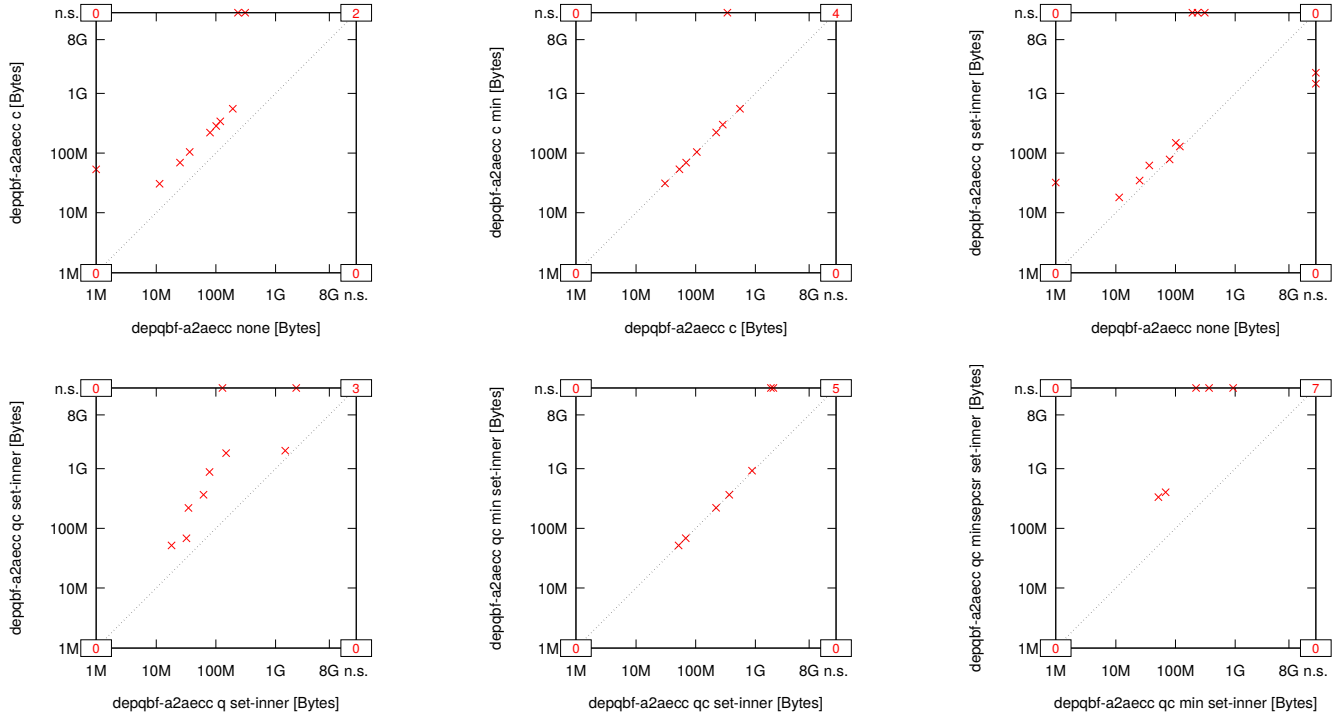 n.s. 0 2
8G
1G
100M
10M
1M 0 0
1M 10M 100M 1G 8G n.s.
depqbf-a2aecc c [Bytes]
depqbf-a2aecc none [Bytes]
n.s. 0 4
8G
1G
100M
10M
1M 0 0
1M 10M 100M 1G 8G n.s.
depqbf-a2aecc c min [Bytes]
depqbf-a2aecc c [Bytes]
n.s. 0 0
8G
1G
100M
10M
1M 0 0
1M 10M 100M 1G 8G n.s.
depqbf-a2aecc q set-inner [Bytes]
depqbf-a2aecc none [Bytes]
n.s. 0 3
8G
1G
100M
10M
1M 0 0
1M 10M 100M 1G 8G n.s.
depqbf-a2aecc qc set-inner [Bytes]
depqbf-a2aecc q set-inner [Bytes]
n.s. 0 5
8G
1G
100M
10M
1M 0 0
1M 10M 100M 1G 8G n.s.
depqbf-a2aecc qc min set-inner [Bytes]
depqbf-a2aecc qc set-inner [Bytes]
n.s. 0 7
8G
1G
100M
10M
1M 0 0
1M 10M 100M 1G 8G n.s.
depqbf-a2aecc qc minsepcsr set-inner [Bytes]
depqbf-a2aecc qc min set-inner [Bytes]